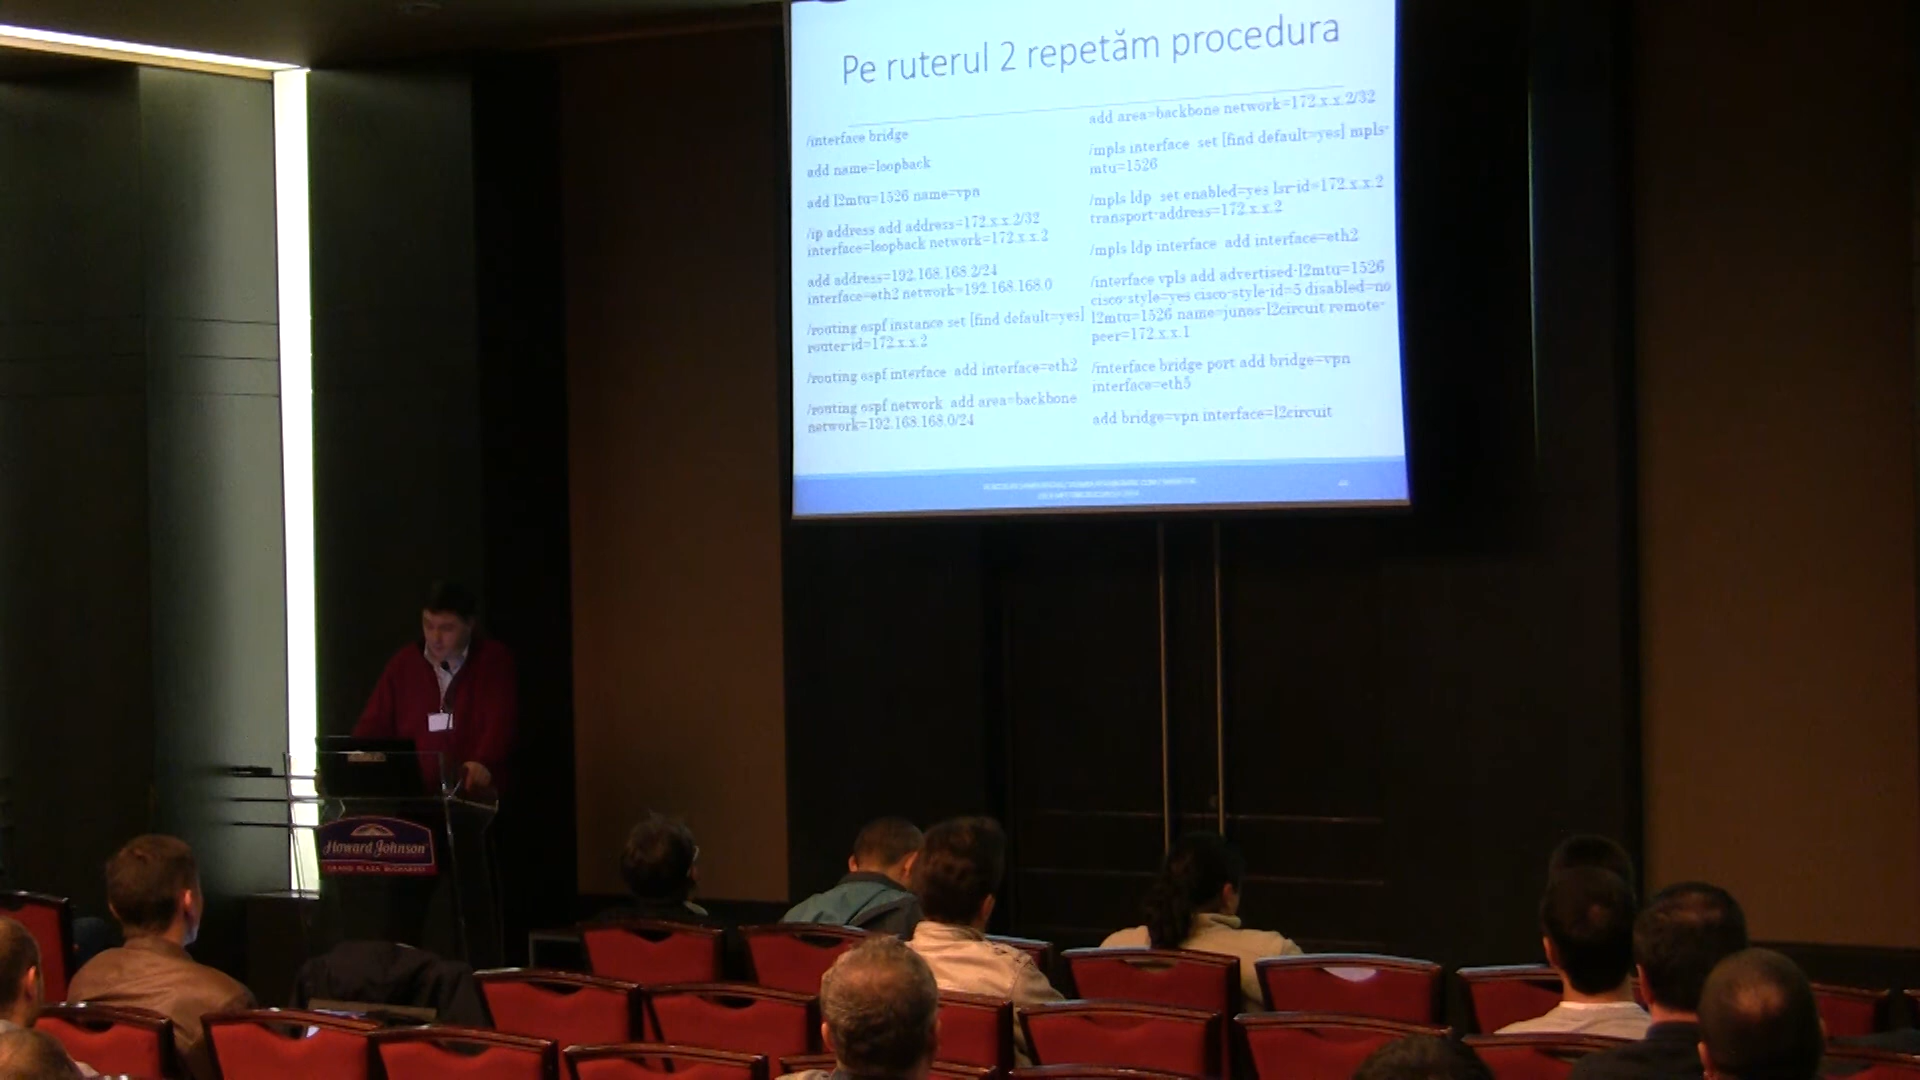 Pe ruterul 2 repetăm procedura
/interface bridge
add name=loopback
add l2mtu=1526 name=vpn
/ip address add address=172.x.x.2/32
interface=loopback network=172.x.x.2
add address=192.168.168.2/24
interface=eth2 network=192.168.168.0
/routing ospf instance set [find default=yes]
router-id=172.x.x.2
/routing ospf interface add interface=eth2
/routing ospf network add area=backbone
network=192.168.168.0/24
add area=backbone network=172.x.x.2/32
/mpls interface set [find default=yes] mpls-
mtu=1526
/mpls ldp set enabled=yes lsr-id=172.x.x.2
transport-address=172.x.x.2
/mpls ldp interface add interface=eth2
/interface vpls add advertised-l2mtu=1526
cisco-style=yes cisco-style-id=5 disabled=no
l2mtu=1526 name=junos-l2circuit remote-
peer=172.x.x.1
/interface bridge port add bridge=vpn
interface=eth5
add bridge=vpn interface=l2circuit
Howard Johnson
GRAND PLAZA BUCHAREST